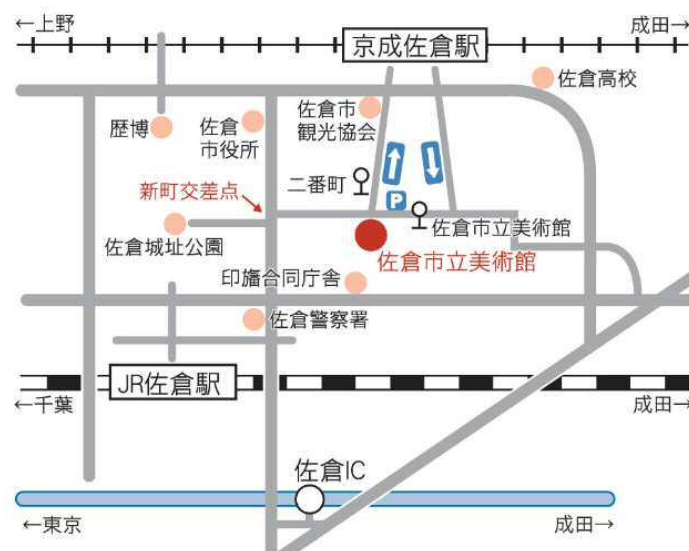 ←上野
成田→
京成佐倉駅
佐倉高校
歴博
佐倉
市役所
佐倉市
観光協会
二番町
P
新町交差点
佐倉市立美術館
佐倉城址公園
佐倉市立美術館
印旛合同庁舎
佐倉警察署
JR佐倉駅
←千葉
成田→
佐倉IC
←東京
成田→